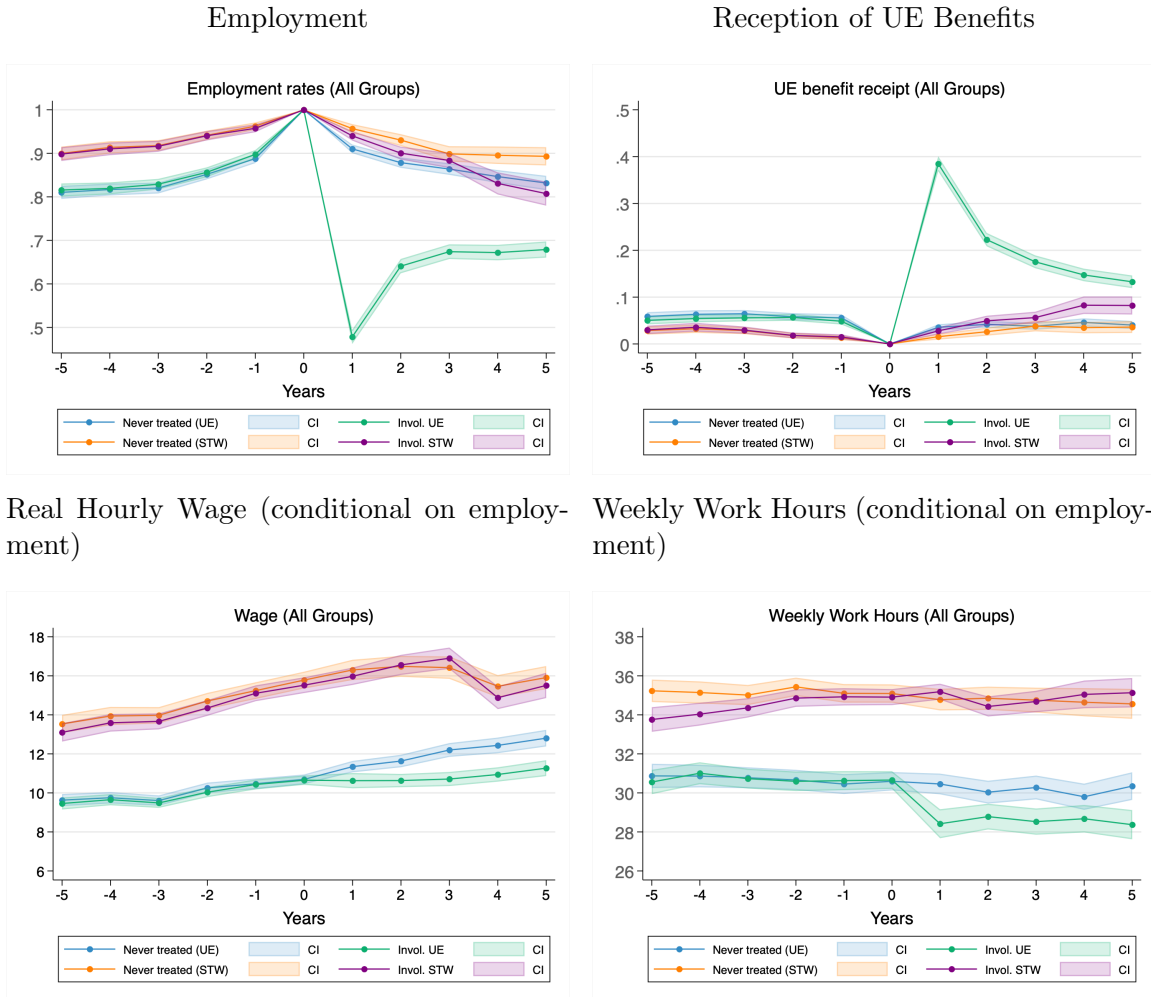 Employment
Reception of UE Benefits
Employment rates (All Groups)
1
.9
.8
.7
.6
.5
-5 -4 -3 -2 -1 0 1 2 3 4 5
Years
Never treated (UE) CI Invol. UE CI
Never treated (STW) CI Invol. STW CI
UE benefit receipt (All Groups)
.5
.4
.3
.2
.1
0
-5 -4 -3 -2 -1 0 1 2 3 4 5
Years
Never treated (UE) CI Invol. UE CI
Never treated (STW) CI Invol. STW CI
Real Hourly Wage (conditional on employ-
ment)
Weekly Work Hours (conditional on employ-
ment)
Wage (All Groups)
18
16
14
12
10
8
6
-5 -4 -3 -2 -1 0 1 2 3 4 5
Years
Never treated (UE) CI Invol. UE CI
Never treated (STW) CI Invol. STW CI
Weekly Work Hours (All Groups)
38
36
34
32
30
28
26
-5 -4 -3 -2 -1 0 1 2 3 4 5
Years
Never treated (UE) CI Invol. UE CI
Never treated (STW) CI Invol. STW CI